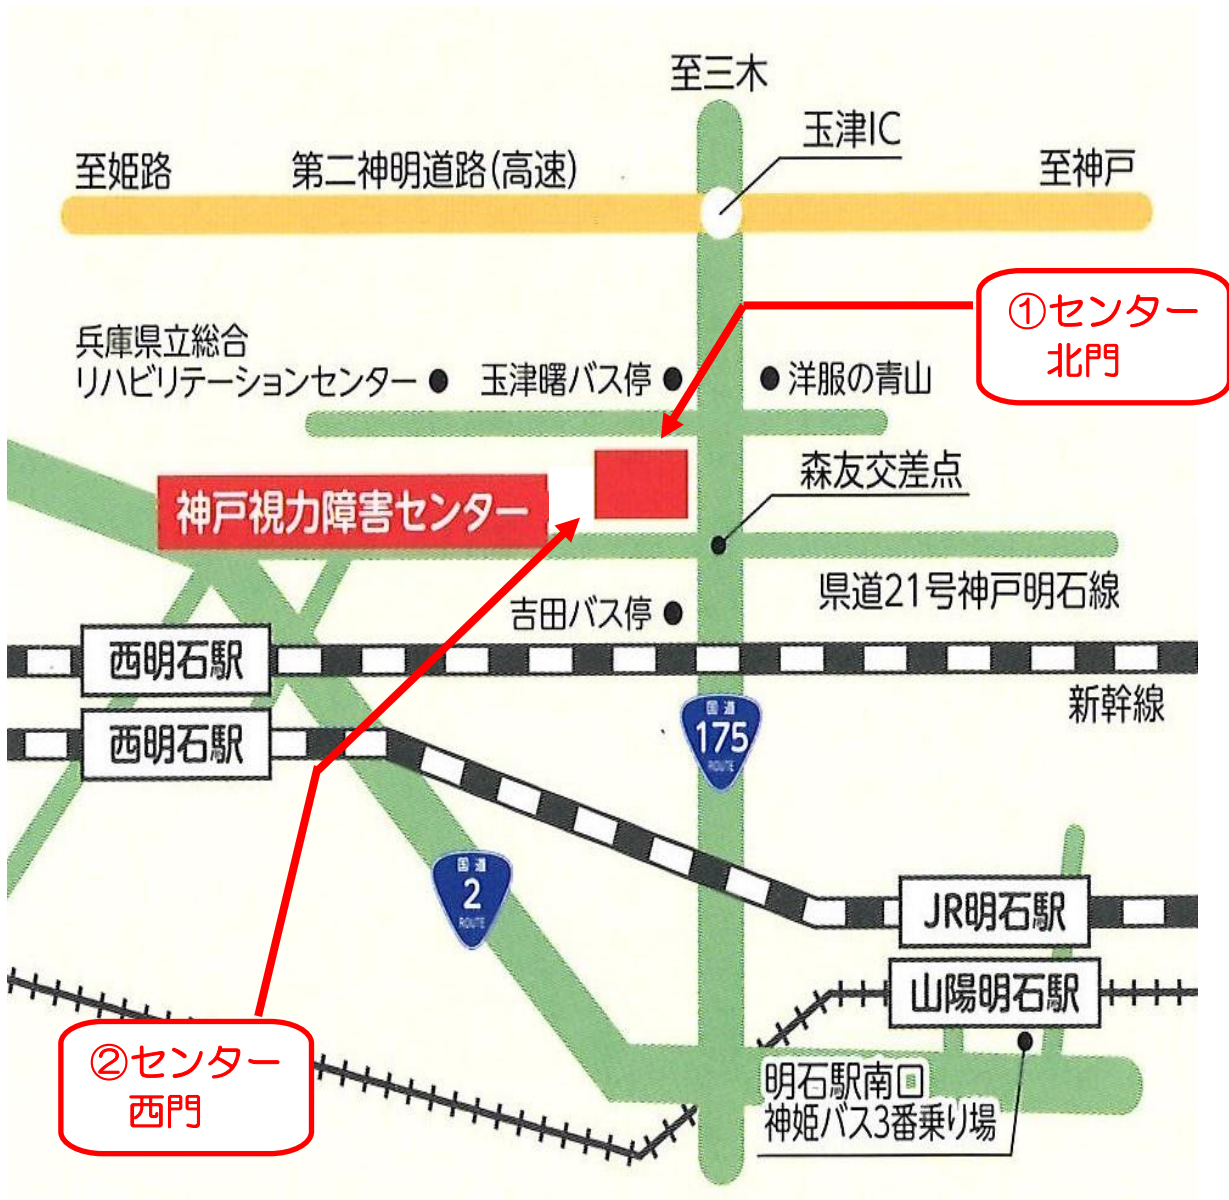 至三木
玉津IC
至姫路
第二神明道路(高速)
至神戸
①センター
北門
兵庫県立総合
リハビリテーションセンター
玉津曙バス停
洋服の青山
森友交差点
神戸視力障害センター
県道21号神戸明石線
吉田バス停
西明石駅
新幹線
国道
175
ROUTE
西明石駅
国道
2
ROUTE
JR明石駅
山陽明石駅
②センター
西門
明石駅南口
神姫バス3番乗り場